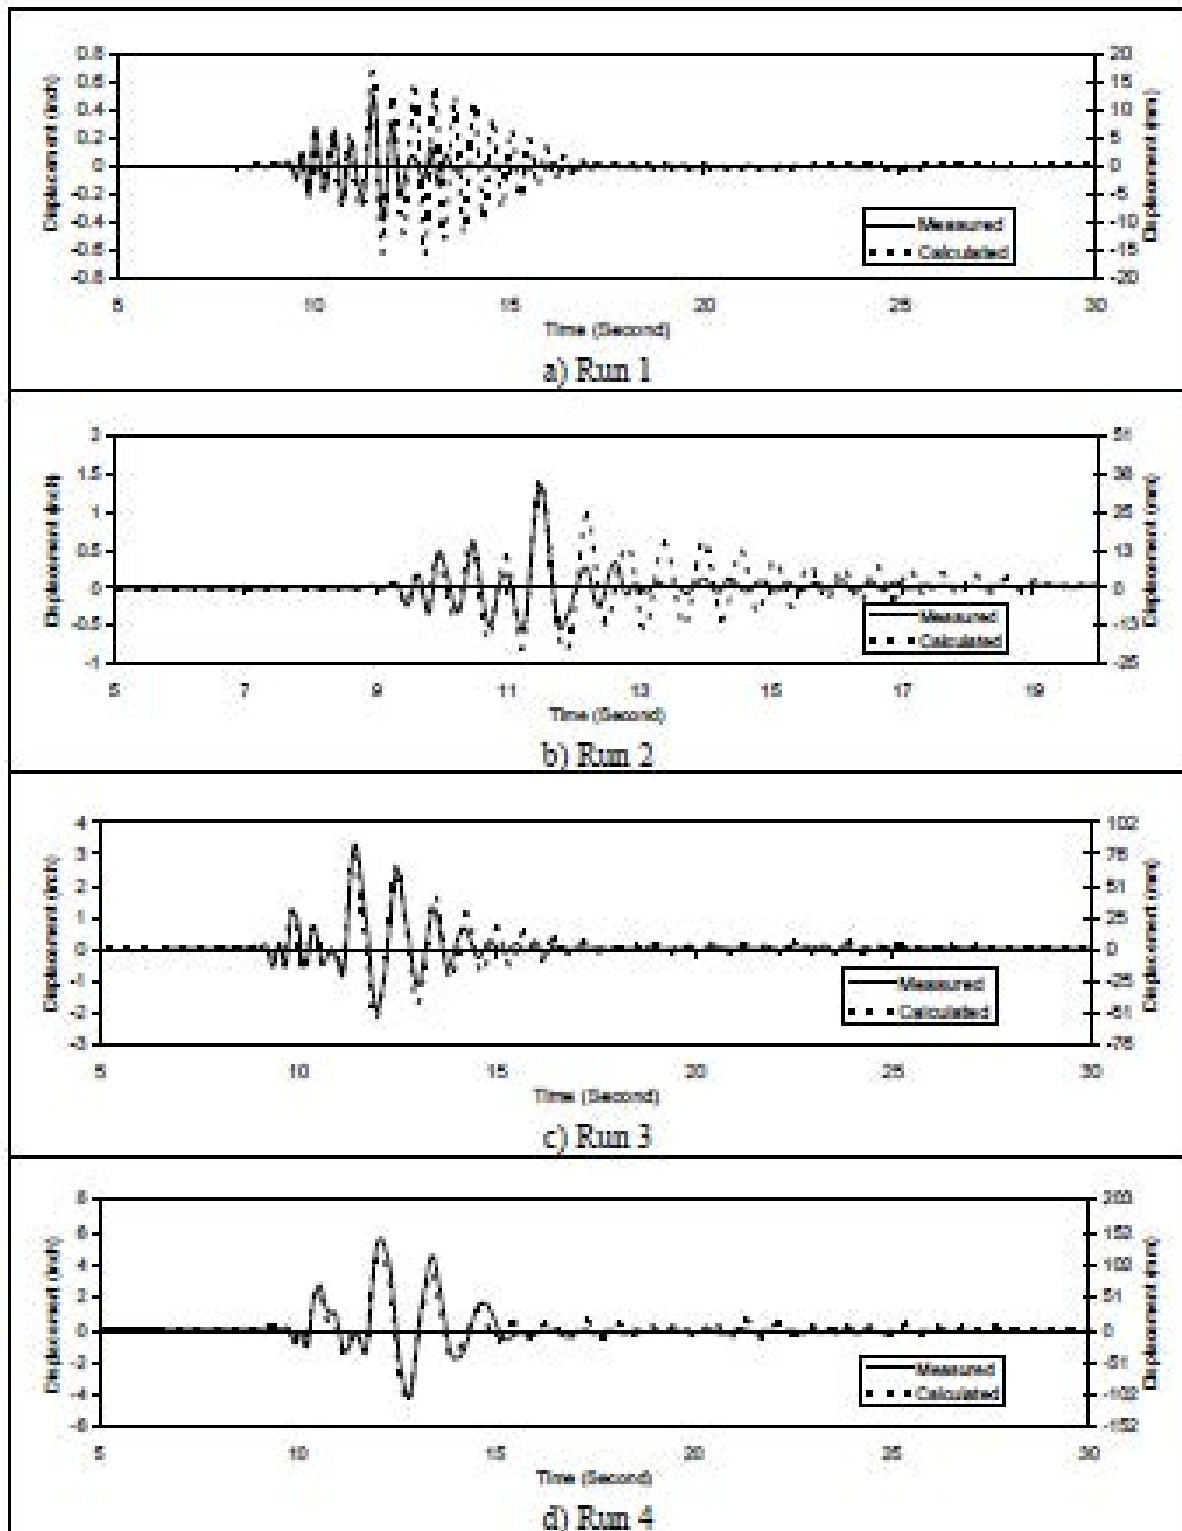 0.8
0.6
0.4
0.2
0
-0.2
-0.4
-0.6
-0.8
Displacement (inch)
20
15
10
5
0
-5
-10
-15
-20
Displacement (mm)
Measured
Calculated
5 10 15 20 25 30
Time (Second)
a) Run 1
1.5
1
0.5
0
-0.5
-1
Displacement (inch)
51
38
25
13
0
-13
-25
Displacement (mm)
Measured
Calculated
5 7 9 11 13 15 17 19
Time (Second)
b) Run 2
4
3
2
1
0
-1
-2
-3
Displacement (inch)
102
76
51
25
0
-25
-51
-76
Displacement (mm)
Measured
Calculated
5 10 15 20 25 30
Time (Second)
c) Run 3
8
6
4
2
0
-2
-4
-6
Displacement (inch)
203
152
102
51
0
-51
-102
-152
Displacement (mm)
Measured
Calculated
5 10 15 20 25 30
Time (Second)
d) Run 4